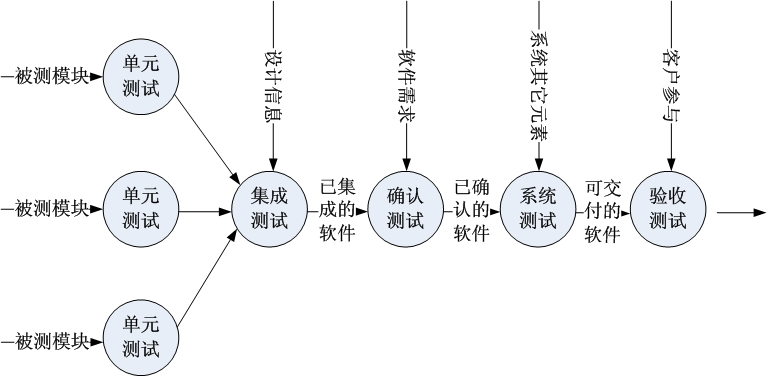 设计信息
软件需求
系统其它元素
客户参与
被测模块
单元
测试
被测模块
单元
测试
集成
测试
已集
成的
软件
确认
测试
已确
认的
软件
系统
测试
可交
付的
软件
验收
测试
被测模块
单元
测试